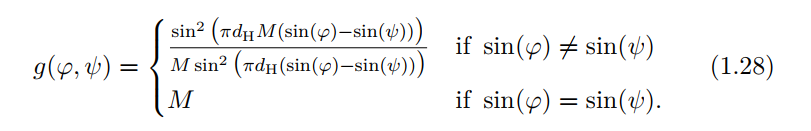 g(φ, ψ) = { sin² (πd_H M(sin(φ)−sin(ψ))) / M sin² (πd_H(sin(φ)−sin(ψ))) if sin(φ) ≠ sin(ψ) (1.28)
M if sin(φ) = sin(ψ).